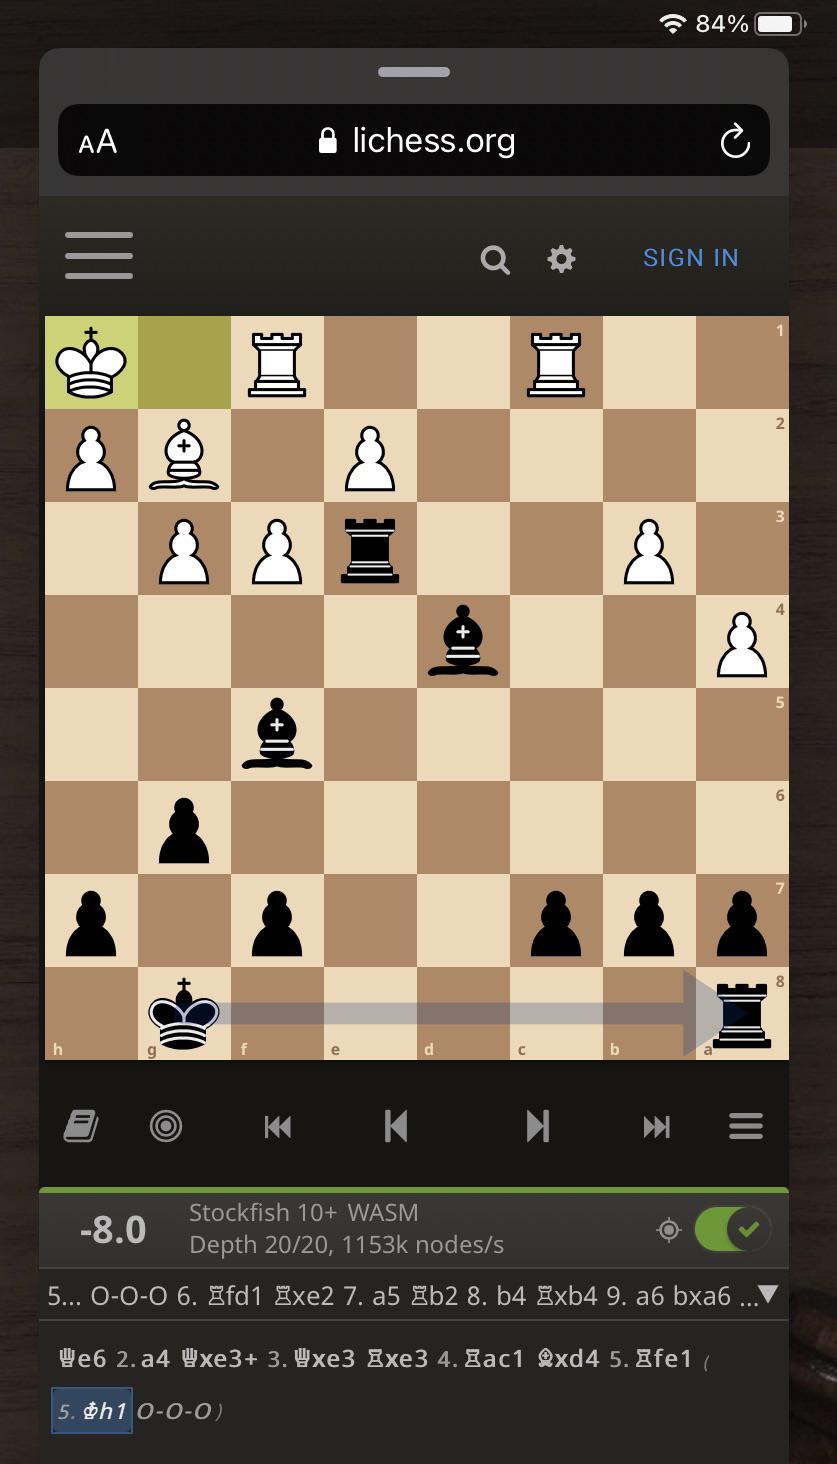 84%
AA lichess.org
SIGN IN
1
2
3
4
5
6
7
8
h g f e d c b a
-8.0 Stockfish 10+ WASM
Depth 20/20, 1153k nodes/s
5... O-O-O 6. ♖fd1 ♖xe2 7. a5 ♖b2 8. b4 ♖xb4 9. a6 bxa6 ...
♕e6 2. a4 ♕xe3+ 3. ♕xe3 ♖xe3 4. ♖ac1 ♗xd4 5. ♖fe1 (
5. ♔h1 O-O-O )